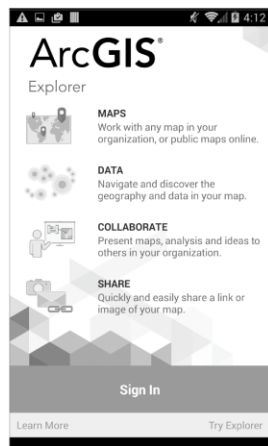 4:12
ArcGIS®
Explorer
MAPS
Work with any map in your
organization, or public maps online.
DATA
Navigate and discover the
geography and data in your map.
COLLABORATE
Present maps, analysis and ideas to
others in your organization.
SHARE
Quickly and easily share a link or
image of your map.
Sign In
Learn More Try Explorer